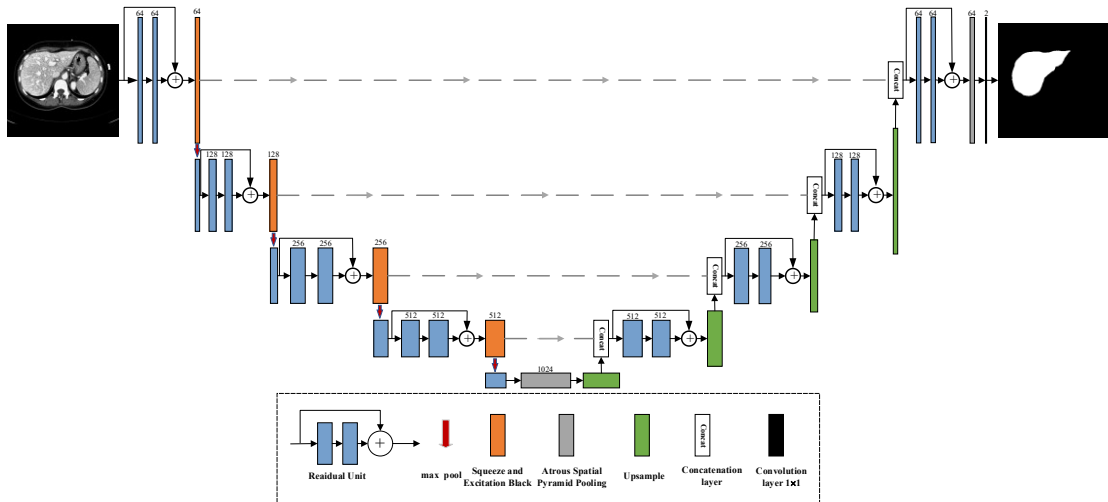 64
64 64
64 64
64 2
Concat
128
128 128
128 128
Concat
256
256 256
256 256
Concat
512
512 512
512 512
Concat
1024
Concat
Reaidual Unit
max pool
Squeeze and
Excitation Black
Atrous Spatial
Pyramid Pooling
Upsample
Concatenation
layer
Convolution
layer 1×1